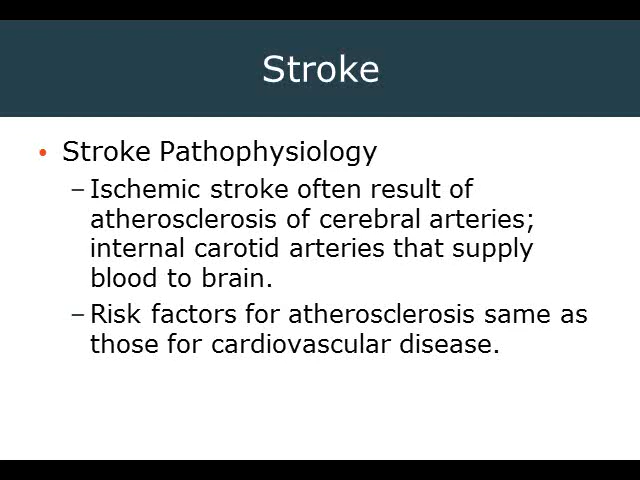 Stroke
• Stroke Pathophysiology
– Ischemic stroke often result of
atherosclerosis of cerebral arteries;
internal carotid arteries that supply
blood to brain.
– Risk factors for atherosclerosis same as
those for cardiovascular disease.